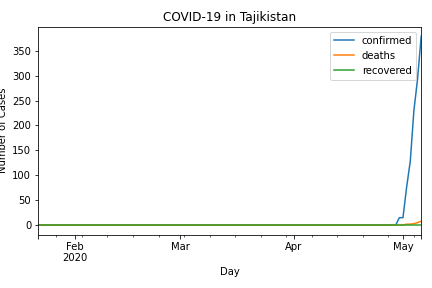 COVID-19 in Tajikistan
confirmed
deaths
recovered
Number of Cases
350
300
250
200
150
100
50
0
Feb
2020
Mar
Apr
May
Day